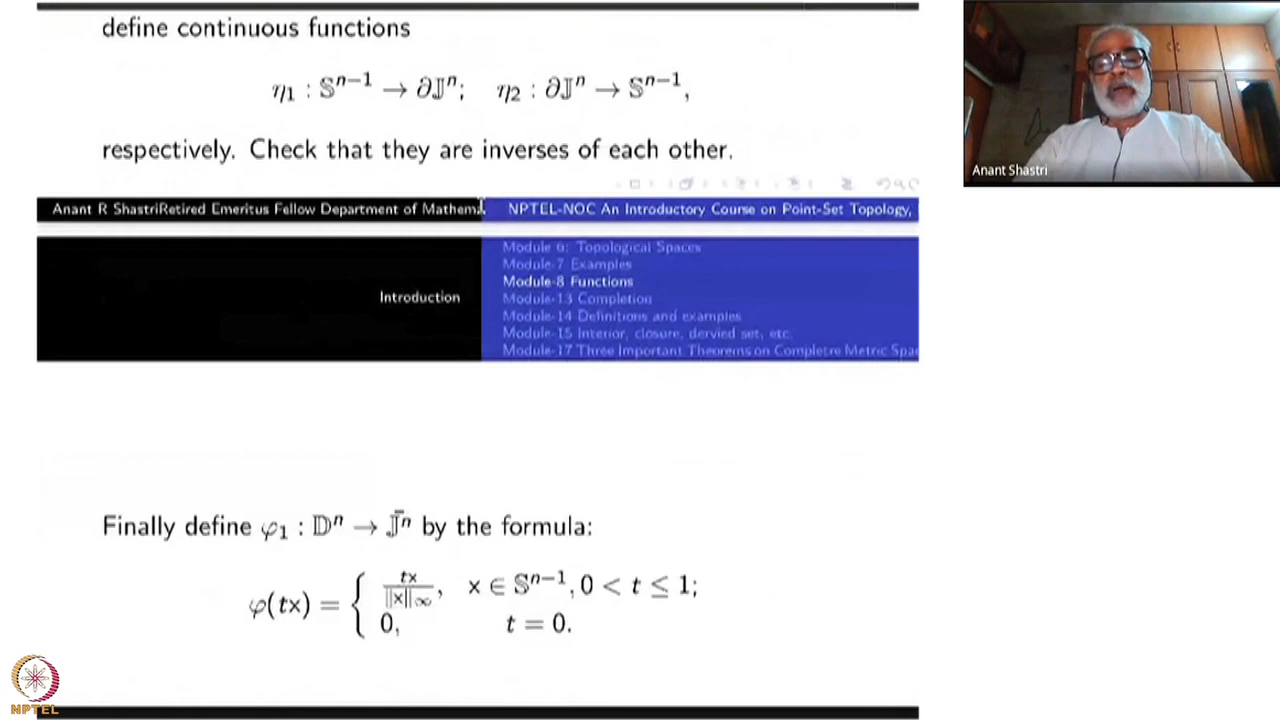 define continuous functions
η₁ : 𝕊ⁿ⁻¹ → ∂𝕁ⁿ; η₂ : ∂𝕁ⁿ → 𝕊ⁿ⁻¹,
respectively. Check that they are inverses of each other.
Anant Shastri
Anant R ShastriRetired Emeritus Fellow Department of Mathema
NPTEL-NOC An Introductory Course on Point-Set Topology,
Introduction
Module 6: Topological Spaces
Module-7 Examples
Module-8 Functions
Module-13 Completion
Module-14 Definitions and examples
Module-15 Interior, closure, dervied set, etc.
Module-17 Three Important Theorems on Completre Metric Spa
Finally define φ₁ : 𝔻ⁿ → 𝕁̄ⁿ by the formula:
φ(tx) = { tx/‖x‖∞, x ∈ 𝕊ⁿ⁻¹, 0 < t ≤ 1;
0, t = 0.
NPTEL